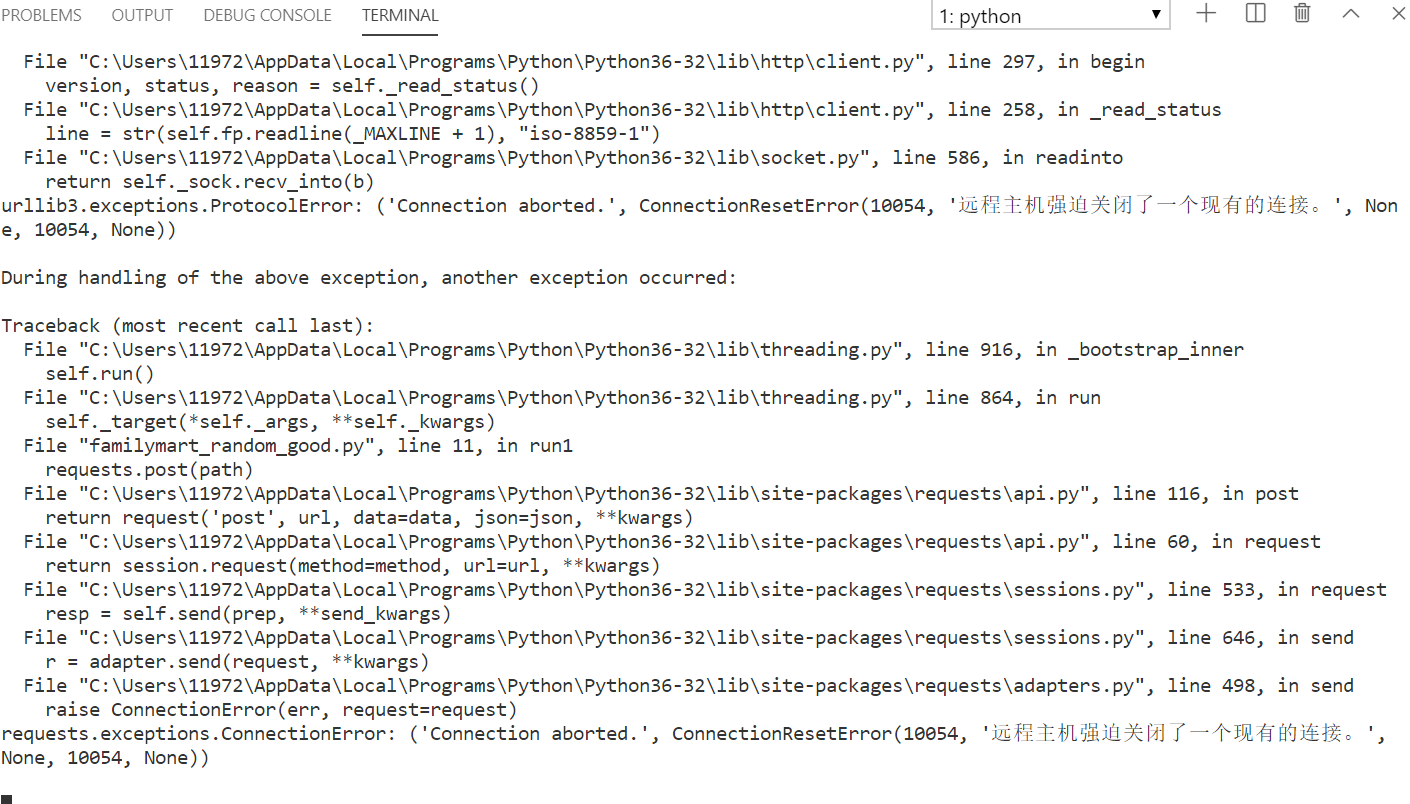 PROBLEMS OUTPUT DEBUG CONSOLE TERMINAL 1: python
  File "C:\Users\11972\AppData\Local\Programs\Python\Python36-32\lib\http\client.py", line 297, in begin
    version, status, reason = self._read_status()
  File "C:\Users\11972\AppData\Local\Programs\Python\Python36-32\lib\http\client.py", line 258, in _read_status
    line = str(self.fp.readline(_MAXLINE + 1), "iso-8859-1")
  File "C:\Users\11972\AppData\Local\Programs\Python\Python36-32\lib\socket.py", line 586, in readinto
    return self._sock.recv_into(b)
urllib3.exceptions.ProtocolError: ('Connection aborted.', ConnectionResetError(10054, '远程主机强迫关闭了一个现有的连接。', Non
e, 10054, None))
During handling of the above exception, another exception occurred:
Traceback (most recent call last):
  File "C:\Users\11972\AppData\Local\Programs\Python\Python36-32\lib\threading.py", line 916, in _bootstrap_inner
    self.run()
  File "C:\Users\11972\AppData\Local\Programs\Python\Python36-32\lib\threading.py", line 864, in run
    self._target(*self._args, **self._kwargs)
  File "familymart_random_good.py", line 11, in run1
    requests.post(path)
  File "C:\Users\11972\AppData\Local\Programs\Python\Python36-32\lib\site-packages\requests\api.py", line 116, in post
    return request('post', url, data=data, json=json, **kwargs)
  File "C:\Users\11972\AppData\Local\Programs\Python\Python36-32\lib\site-packages\requests\api.py", line 60, in request
    return session.request(method=method, url=url, **kwargs)
  File "C:\Users\11972\AppData\Local\Programs\Python\Python36-32\lib\site-packages\requests\sessions.py", line 533, in request
    resp = self.send(prep, **send_kwargs)
  File "C:\Users\11972\AppData\Local\Programs\Python\Python36-32\lib\site-packages\requests\sessions.py", line 646, in send
    r = adapter.send(request, **kwargs)
  File "C:\Users\11972\AppData\Local\Programs\Python\Python36-32\lib\site-packages\requests\adapters.py", line 498, in send
    raise ConnectionError(err, request=request)
requests.exceptions.ConnectionError: ('Connection aborted.', ConnectionResetError(10054, '远程主机强迫关闭了一个现有的连接。',
None, 10054, None))